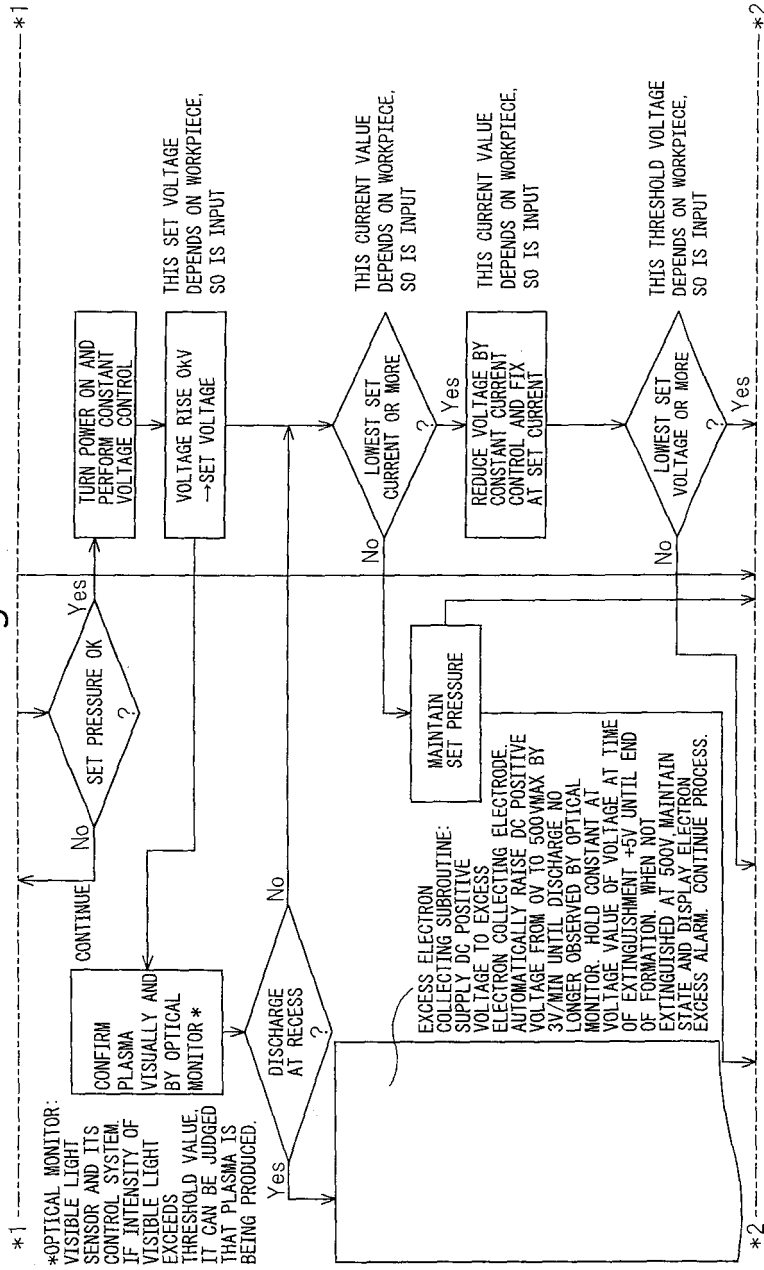 *1
*1
*OPTICAL MONITOR:
VISIBLE LIGHT
SENSOR AND ITS
CONTROL SYSTEM.
IF INTENSITY OF
VISIBLE LIGHT
EXCEEDS
THRESHOLD VALUE,
IT CAN BE JUDGED
THAT PLASMA IS
BEING PRODUCED.
CONTINUE
No
SET PRESSURE OK
?
Yes
TURN POWER ON AND
PERFORM CONSTANT
VOLTAGE CONTROL
CONFIRM
PLASMA
VISUALLY AND
BY OPTICAL
MONITOR*
VOLTAGE RISE 0kV
→SET VOLTAGE
THIS SET VOLTAGE
DEPENDS ON WORKPIECE,
SO IS INPUT
Yes
DISCHARGE
AT RECESS
?
No
EXCESS ELECTRON
COLLECTING SUBROUTINE:
SUPPLY DC POSITIVE
VOLTAGE TO EXCESS
ELECTRON COLLECTING ELECTRODE.
AUTOMATICALLY RAISE DC POSITIVE
VOLTAGE FROM 0V TO 500VMAX BY
3V/MIN UNTIL DISCHARGE NO
LONGER OBSERVED BY OPTICAL
MONITOR. HOLD CONSTANT AT
VOLTAGE VALUE OF VOLTAGE AT TIME
OF EXTINGUISHMENT +5V UNTIL END
OF FORMATION. WHEN NOT
EXTINGUISHED AT 500V MAINTAIN
STATE AND DISPLAY ELECTRON
EXCESS ALARM. CONTINUE PROCESS.
MAINTAIN
SET PRESSURE
No
LOWEST SET
CURRENT OR MORE
?
Yes
THIS CURRENT VALUE
DEPENDS ON WORKPIECE,
SO IS INPUT
REDUCE VOLTAGE BY
CONSTANT CURRENT
CONTROL AND FIX
AT SET CURRENT
THIS CURRENT VALUE
DEPENDS ON WORKPIECE,
SO IS INPUT
No
LOWEST SET
VOLTAGE OR MORE
?
Yes
THIS THRESHOLD VOLTAGE
DEPENDS ON WORKPIECE,
SO IS INPUT
*2
*2